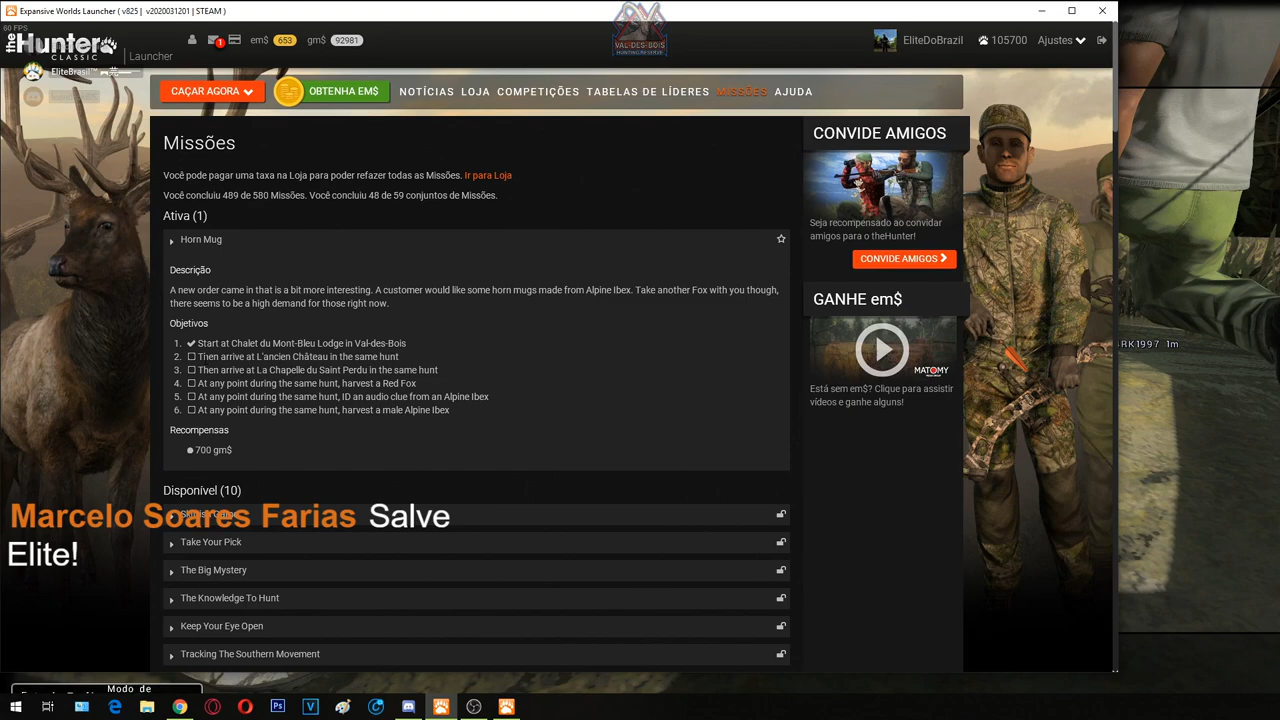 Expansive Worlds Launcher ( v825 | v2020031201 | STEAM )
60 FPS
theHunter
CLASSIC
Launcher
1
em$ 653 gm$ 92981
VAL-DES-BOIS
HUNTING RESERVE
EliteDoBrazil 105700 Ajustes
EliteBrasil™
CAÇAR AGORA OBTENHA EM$ NOTÍCIAS LOJA COMPETIÇÕES TABELAS DE LÍDERES MISSÕES AJUDA
Missões
Você pode pagar uma taxa na Loja para poder refazer todas as Missões. Ir para Loja
Você concluiu 489 de 580 Missões. Você concluiu 48 de 59 conjuntos de Missões.
Ativa (1)
Horn Mug
Descrição
A new order came in that is a bit more interesting. A customer would like some horn mugs made from Alpine Ibex. Take another Fox with you though,
there seems to be a high demand for those right now.
Objetivos
1. Start at Chalet du Mont-Bleu Lodge in Val-des-Bois
2. Then arrive at L'ancien Château in the same hunt
3. Then arrive at La Chapelle du Saint Perdu in the same hunt
4. At any point during the same hunt, harvest a Red Fox
5. At any point during the same hunt, ID an audio clue from an Alpine Ibex
6. At any point during the same hunt, harvest a male Alpine Ibex
Recompensas
700 gm$
Disponível (10)
Marcelo Soares Farias Salve
Elite!
Take Your Pick
The Big Mystery
The Knowledge To Hunt
Keep Your Eye Open
Tracking The Southern Movement
CONVIDE AMIGOS
Seja recompensado ao convidar
amigos para o theHunter!
CONVIDE AMIGOS
GANHE em$
MATOMY
Está sem em$? Clique para assistir
vídeos e ganhe alguns!
RK1997 1m
Modo de